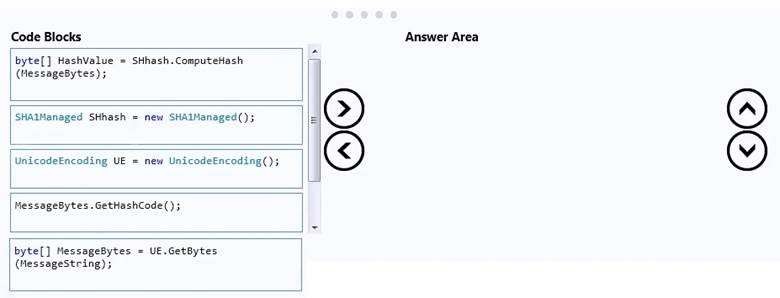 Code Blocks
Answer Area
byte[] HashValue = SHhash.ComputeHash
(MessageBytes);
SHA1Managed SHhash = new SHA1Managed();
UnicodeEncoding UE = new UnicodeEncoding();
MessageBytes.GetHashCode();
byte[] MessageBytes = UE.GetBytes
(MessageString);